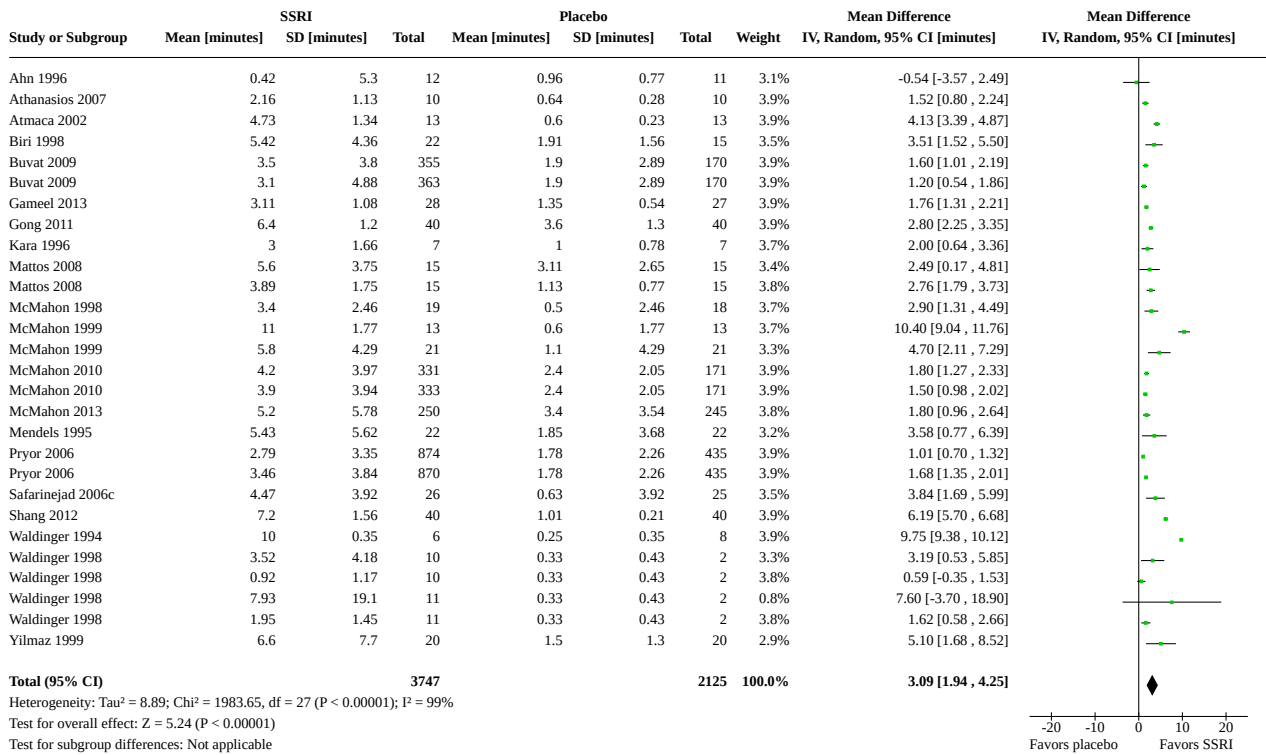 SSRI Placebo Mean Difference Mean Difference
Study or Subgroup Mean [minutes] SD [minutes] Total Mean [minutes] SD [minutes] Total Weight IV, Random, 95% CI [minutes] IV, Random, 95% CI [minutes]
Ahn 1996 0.42 5.3 12 0.96 0.77 11 3.1% -0.54 [-3.57 , 2.49]
Athanasios 2007 2.16 1.13 10 0.64 0.28 10 3.9% 1.52 [0.80 , 2.24]
Atmaca 2002 4.73 1.34 13 0.6 0.23 13 3.9% 4.13 [3.39 , 4.87]
Biri 1998 5.42 4.36 22 1.91 1.56 15 3.5% 3.51 [1.52 , 5.50]
Buvat 2009 3.5 3.8 355 1.9 2.89 170 3.9% 1.60 [1.01 , 2.19]
Buvat 2009 3.1 4.88 363 1.9 2.89 170 3.9% 1.20 [0.54 , 1.86]
Gameel 2013 3.11 1.08 28 1.35 0.54 27 3.9% 1.76 [1.31 , 2.21]
Gong 2011 6.4 1.2 40 3.6 1.3 40 3.9% 2.80 [2.25 , 3.35]
Kara 1996 3 1.66 7 1 0.78 7 3.7% 2.00 [0.64 , 3.36]
Mattos 2008 5.6 3.75 15 3.11 2.65 15 3.4% 2.49 [0.17 , 4.81]
Mattos 2008 3.89 1.75 15 1.13 0.77 15 3.8% 2.76 [1.79 , 3.73]
McMahon 1998 3.4 2.46 19 0.5 2.46 18 3.7% 2.90 [1.31 , 4.49]
McMahon 1999 11 1.77 13 0.6 1.77 13 3.7% 10.40 [9.04 , 11.76]
McMahon 1999 5.8 4.29 21 1.1 4.29 21 3.3% 4.70 [2.11 , 7.29]
McMahon 2010 4.2 3.97 331 2.4 2.05 171 3.9% 1.80 [1.27 , 2.33]
McMahon 2010 3.9 3.94 333 2.4 2.05 171 3.9% 1.50 [0.98 , 2.02]
McMahon 2013 5.2 5.78 250 3.4 3.54 245 3.8% 1.80 [0.96 , 2.64]
Mendels 1995 5.43 5.62 22 1.85 3.68 22 3.2% 3.58 [0.77 , 6.39]
Pryor 2006 2.79 3.35 874 1.78 2.26 435 3.9% 1.01 [0.70 , 1.32]
Pryor 2006 3.46 3.84 870 1.78 2.26 435 3.9% 1.68 [1.35 , 2.01]
Safarinejad 2006c 4.47 3.92 26 0.63 3.92 25 3.5% 3.84 [1.69 , 5.99]
Shang 2012 7.2 1.56 40 1.01 0.21 40 3.9% 6.19 [5.70 , 6.68]
Waldinger 1994 10 0.35 6 0.25 0.35 8 3.9% 9.75 [9.38 , 10.12]
Waldinger 1998 3.52 4.18 10 0.33 0.43 2 3.3% 3.19 [0.53 , 5.85]
Waldinger 1998 0.92 1.17 10 0.33 0.43 2 3.8% 0.59 [-0.35 , 1.53]
Waldinger 1998 7.93 19.1 11 0.33 0.43 2 0.8% 7.60 [-3.70 , 18.90]
Waldinger 1998 1.95 1.45 11 0.33 0.43 2 3.8% 1.62 [0.58 , 2.66]
Yilmaz 1999 6.6 7.7 20 1.5 1.3 20 2.9% 5.10 [1.68 , 8.52]
Total (95% CI) 3747 2125 100.0% 3.09 [1.94 , 4.25]
Heterogeneity: Tau² = 8.89; Chi² = 1983.65, df = 27 (P < 0.00001); I² = 99%
Test for overall effect: Z = 5.24 (P < 0.00001)
Test for subgroup differences: Not applicable
-20 -10 0 10 20
Favors placebo Favors SSRI